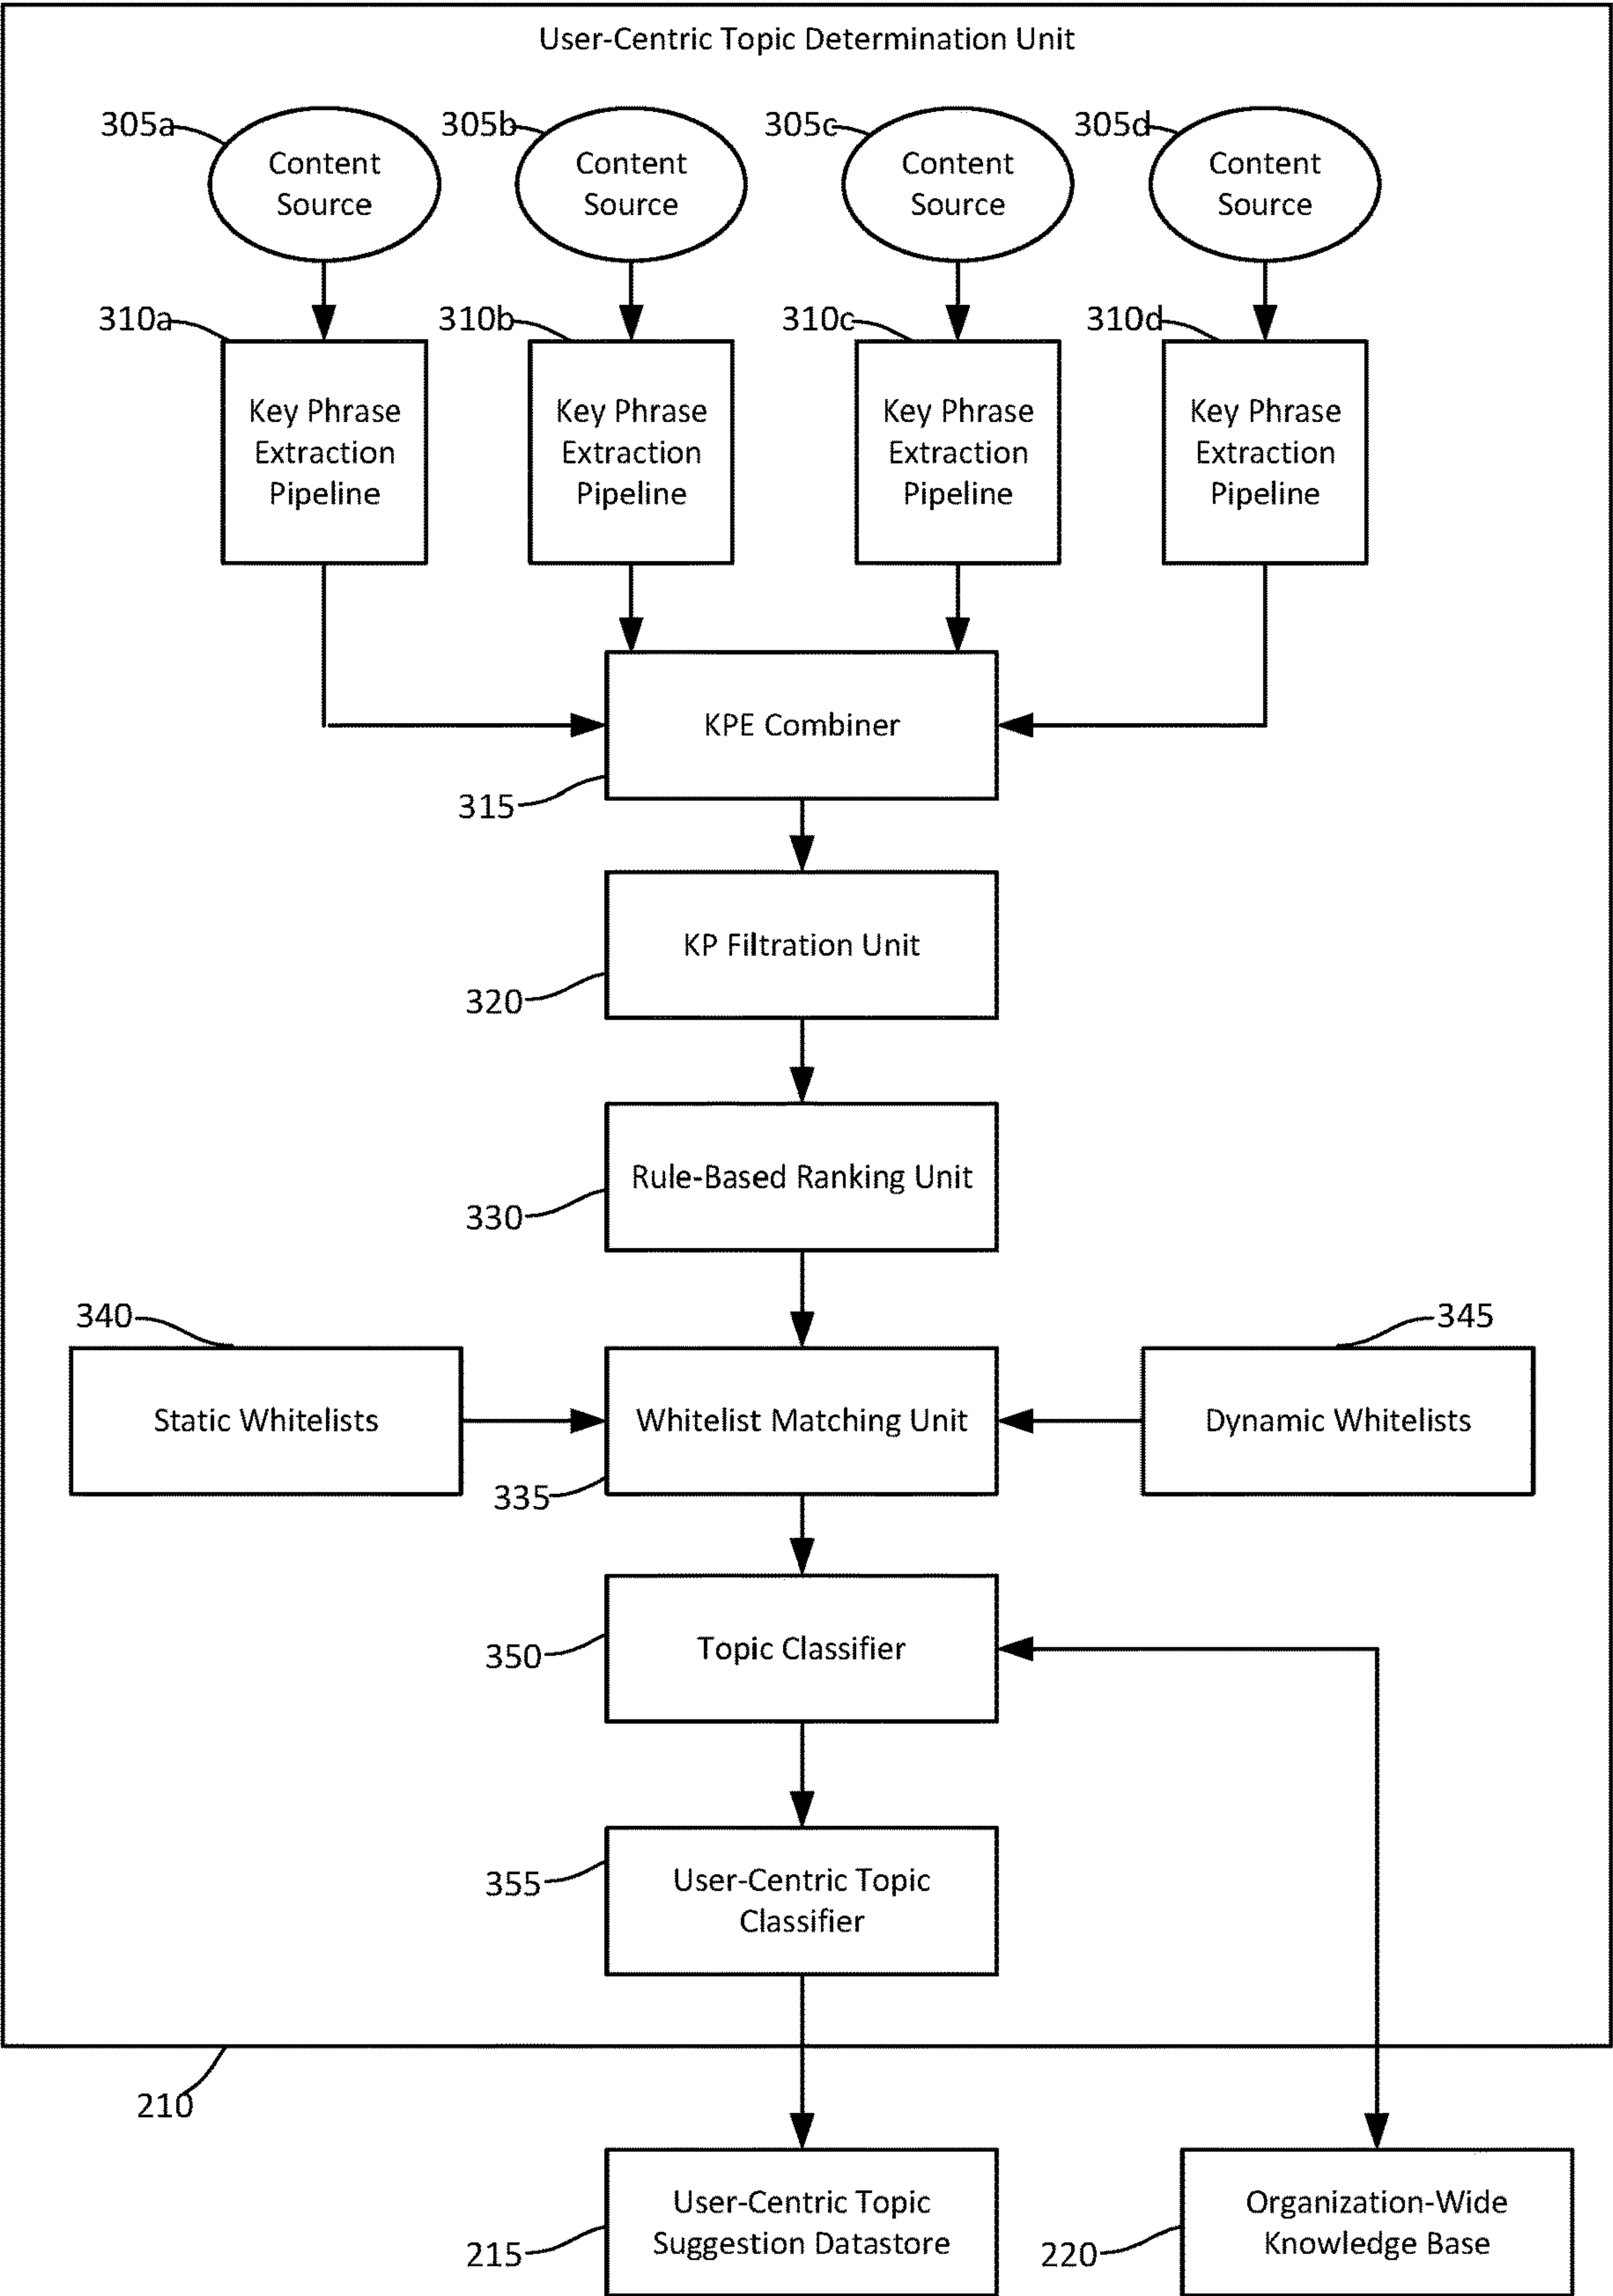 User-Centric Topic Determination Unit
305a
305b
305c
305d
Content
Source
Content
Source
Content
Source
Content
Source
310a
310b
310c
310d
Key Phrase
Extraction
Pipeline
Key Phrase
Extraction
Pipeline
Key Phrase
Extraction
Pipeline
Key Phrase
Extraction
Pipeline
KPE Combiner
315
KP Filtration Unit
320
Rule-Based Ranking Unit
330
340
345
Static Whitelists
Whitelist Matching Unit
Dynamic Whitelists
335
Topic Classifier
350
User-Centric Topic
Classifier
355
210
User-Centric Topic
Suggestion Datastore
215
Organization-Wide
Knowledge Base
220